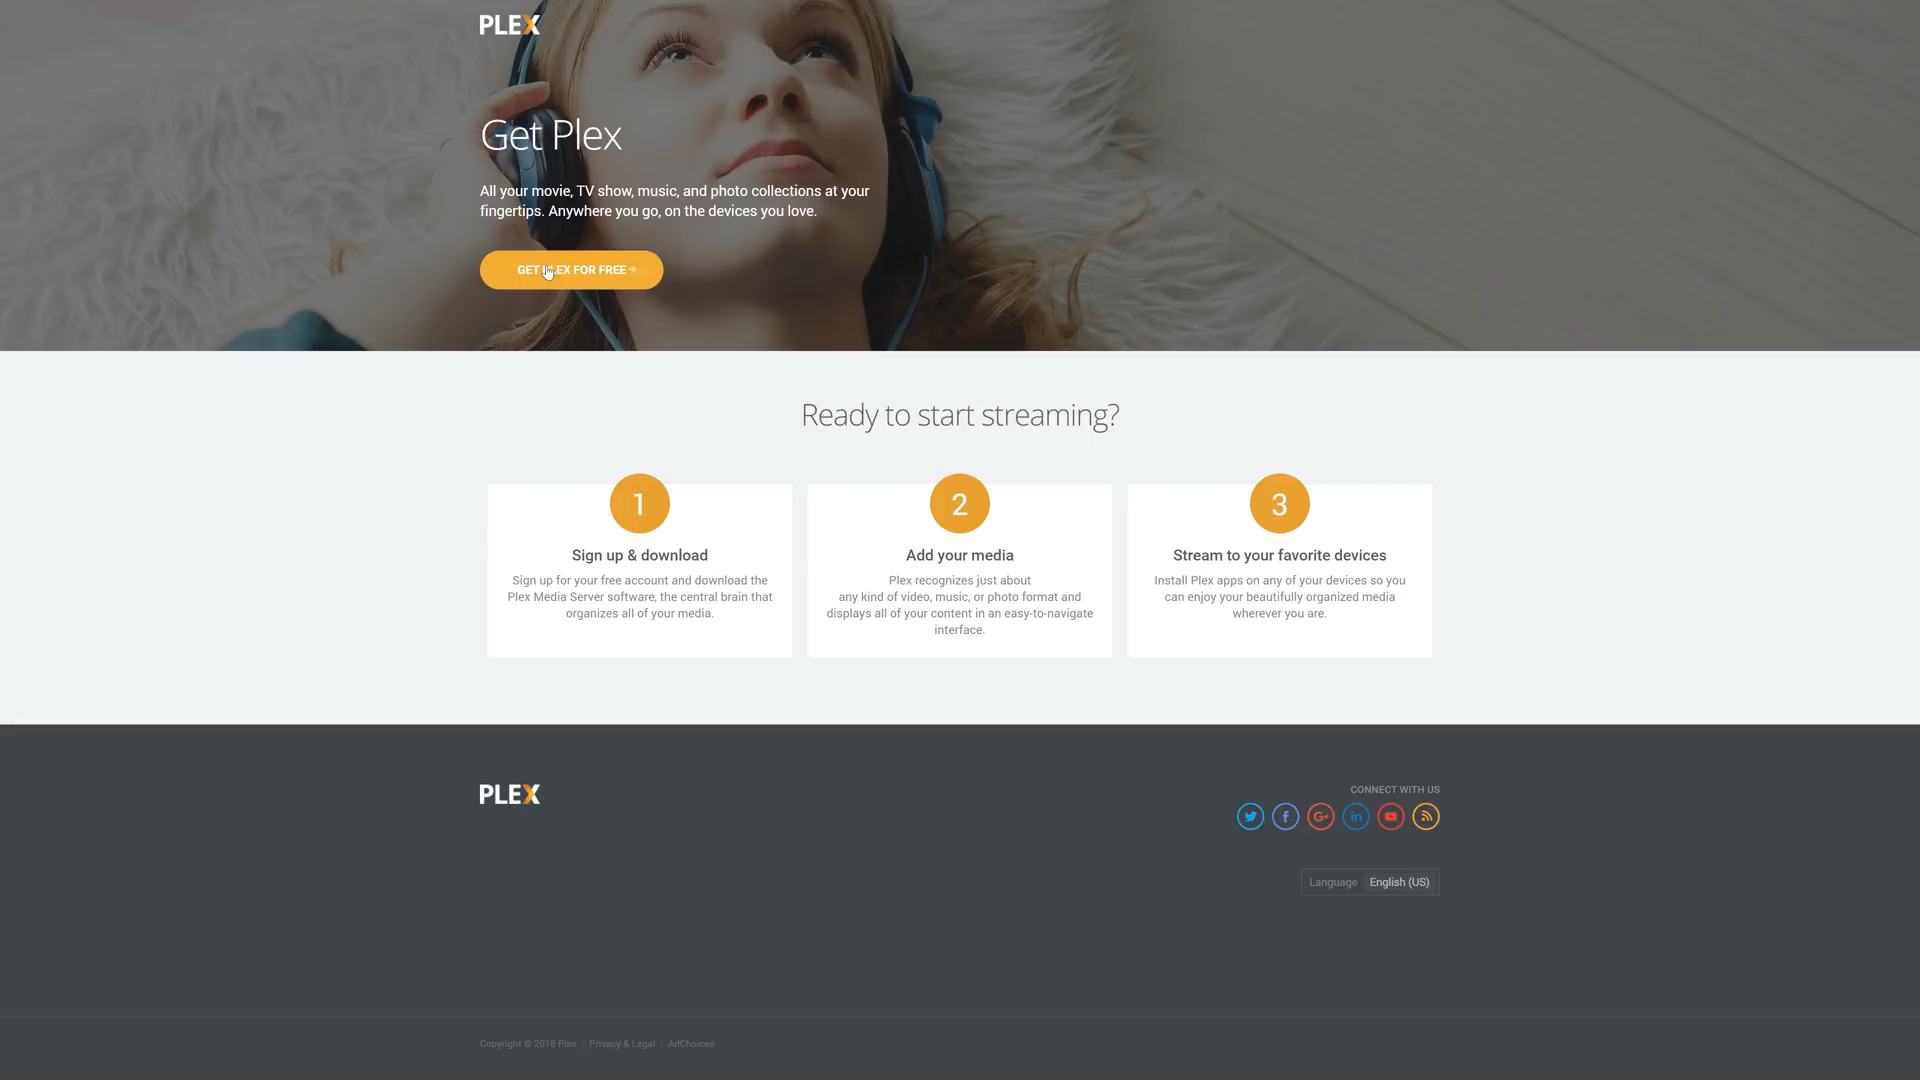 PLEX
Get Plex
All your movie, TV show, music, and photo collections at your
fingertips. Anywhere you go, on the devices you love.
GET PLEX FOR FREE
Ready to start streaming?
1
2
3
Sign up & download
Sign up for your free account and download the
Plex Media Server software, the central brain that
organizes all of your media.
Add your media
Plex recognizes just about
any kind of video, music, or photo format and
displays all of your content in an easy-to-navigate
interface.
Stream to your favorite devices
Install Plex apps on any of your devices so you
can enjoy your beautifully organized media
wherever you are.
PLEX
CONNECT WITH US
Language English (US)
Copyright © 2018 Plex | Privacy & Legal | AdChoices